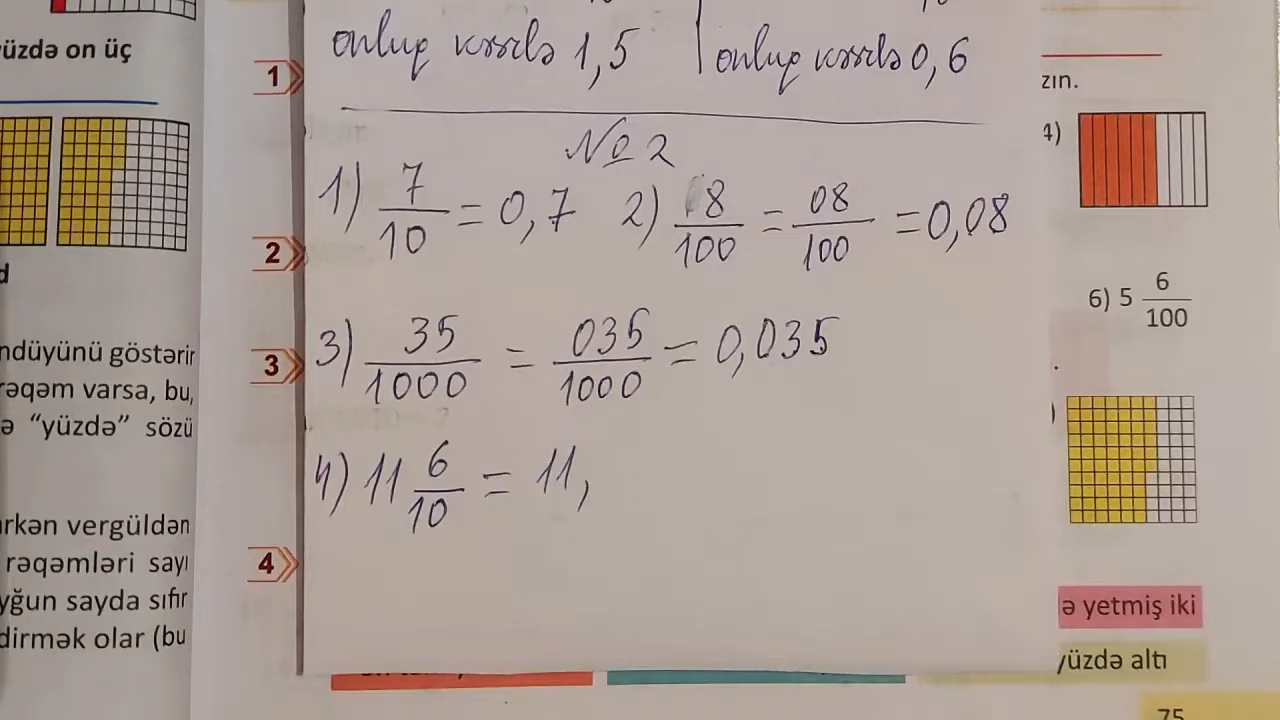 yüzdə on üç
onluq kəsrlə 1,5
onluq kəsrlə 0,6
1
zın.
№ 2
4)
1) 7/10 = 0,7 2) 8/100 = 08/100 = 0,08
2
6) 5 6/100
3) 35/1000 = 035/1000 = 0,035
3
ndüyünü göstərir
rəqəm varsa, bu,
ə “yüzdə” sözü
4) 11 6/10 = 11,
4
rkən vergüldən
rəqəmləri sayı
yğun sayda sıfır
dirmək olar (bu
ə yetmiş iki
yüzdə altı
75